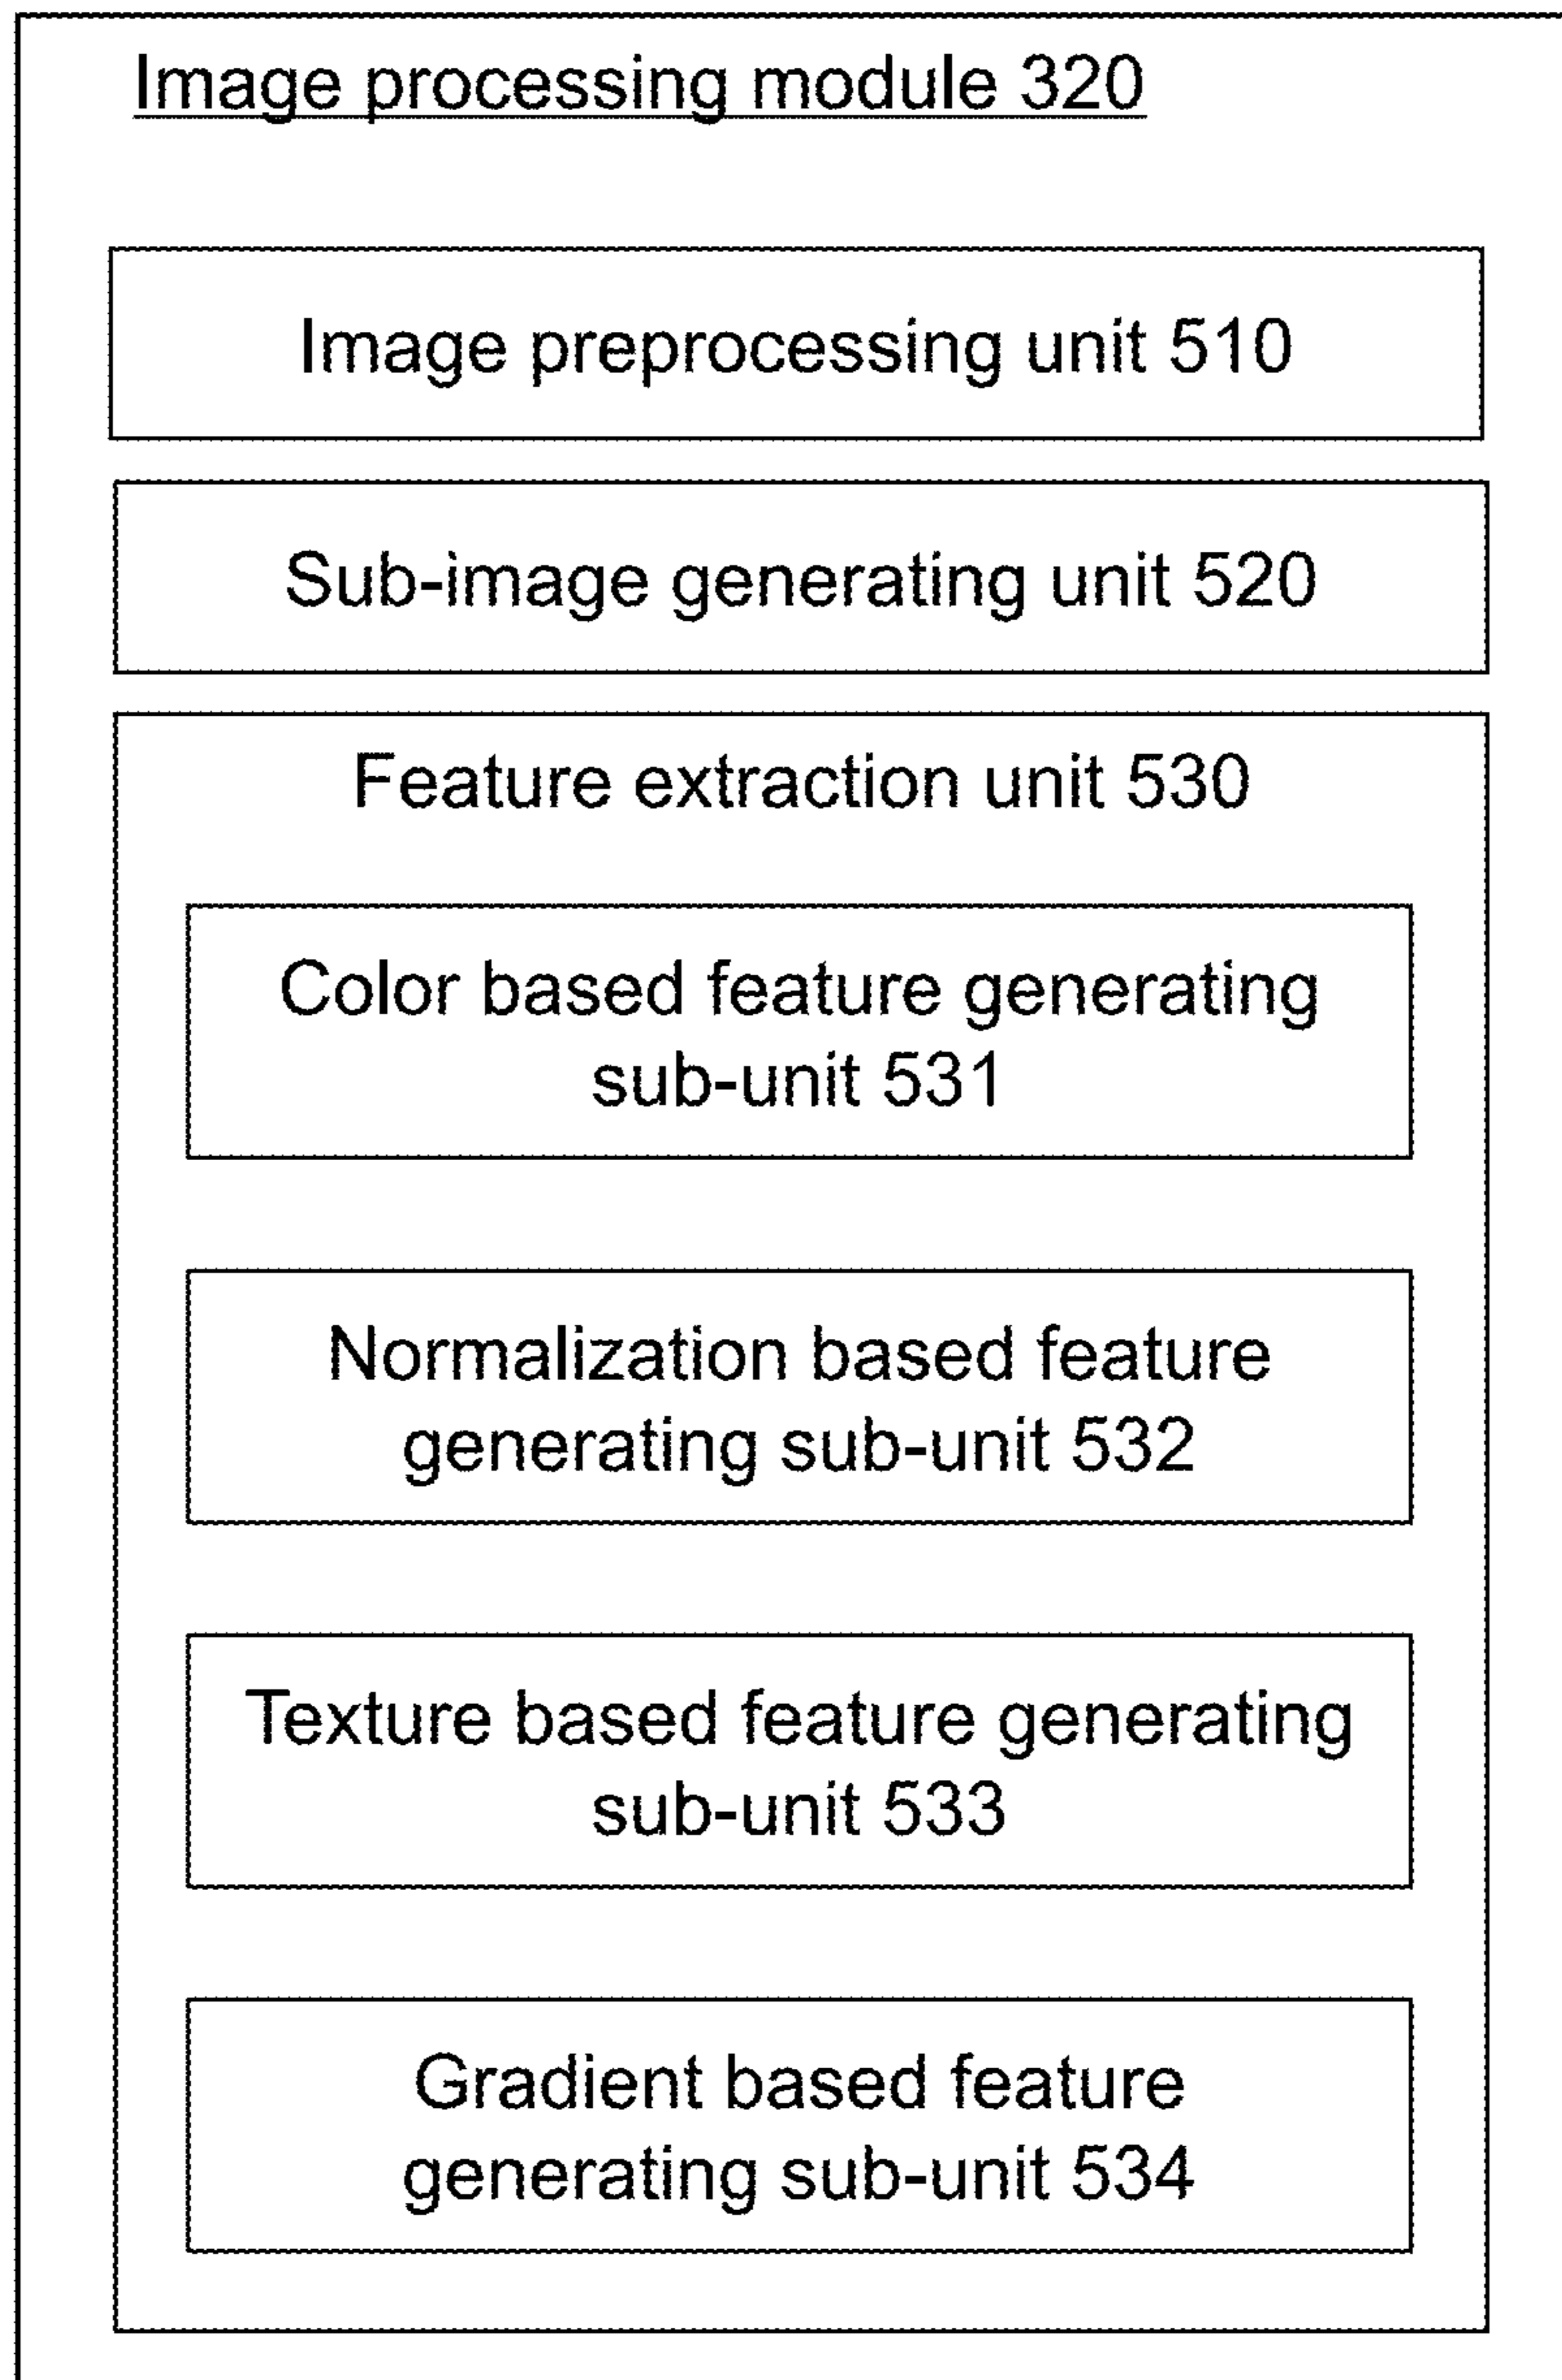 Image processing module 320
Image preprocessing unit 510
Sub-image generating unit 520
Feature extraction unit 530
Color based feature generating
sub-unit 531
Normalization based feature
generating sub-unit 532
Texture based feature generating
sub-unit 533
Gradient based feature
generating sub-unit 534